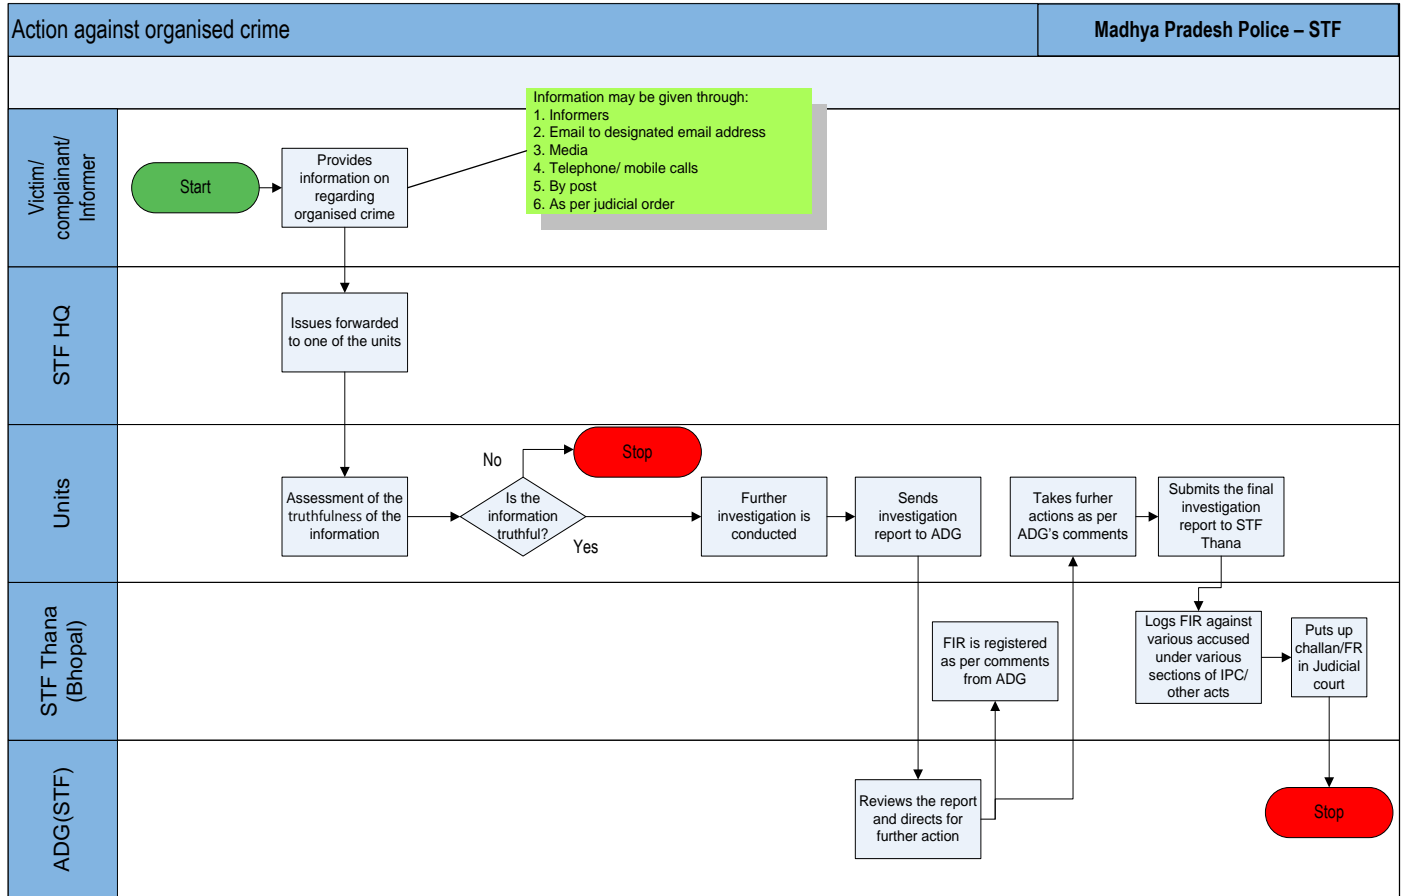 Action against organised crime
Madhya Pradesh Police – STF
Information may be given through:
1. Informers
2. Email to designated email address
3. Media
4. Telephone/ mobile calls
5. By post
6. As per judicial order
Victim/
complainant/
Informer
Start
Provides
information on
regarding
organised crime
STF HQ
Issues forwarded
to one of the units
Units
Assessment of the
truthfulness of the
information
Is the
information
truthful?
No
Stop
Yes
Further
investigation is
conducted
Sends
investigation
report to ADG
Takes furher
actions as per
ADG's comments
Submits the final
investigation
report to STF
Thana
STF Thana
(Bhopal)
FIR is registered
as per comments
from ADG
Logs FIR against
various accused
under various
sections of IPC/
other acts
Puts up
challan/FR
in Judicial
court
ADG(STF)
Reviews the report
and directs for
further action
Stop